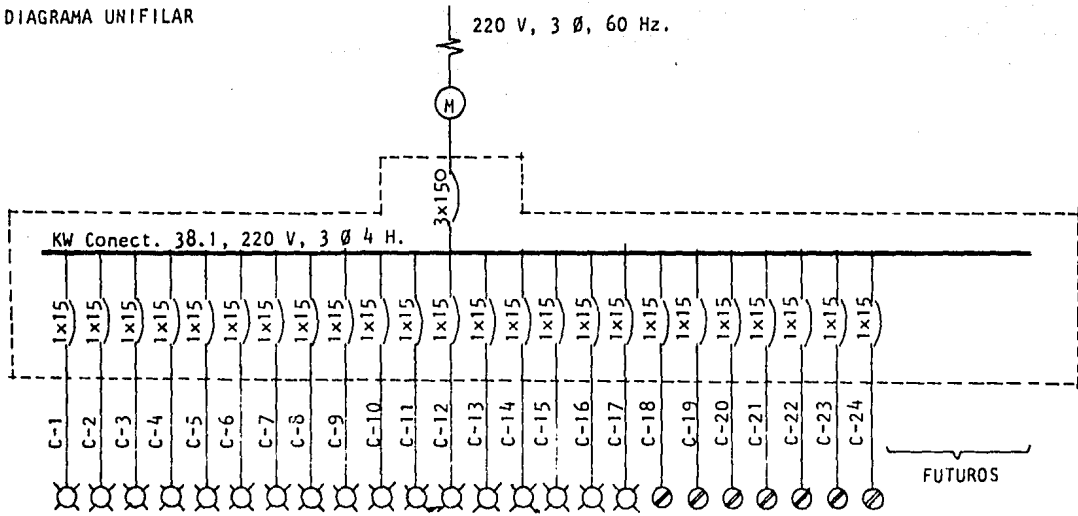 DIAGRAMA UNIFILAR
220 V, 3 Ø, 60 Hz.
M
3x150
KW Conect. 38.1, 220 V, 3 Ø 4 H.
1x15 1x15 1x15 1x15 1x15 1x15 1x15 1x15 1x15 1x15 1x15 1x15 1x15 1x15 1x15 1x15 1x15 1x15 1x15 1x15 1x15 1x15 1x15 1x15
C-1 C-2 C-3 C-4 C-5 C-6 C-7 C-8 C-9 C-10 C-11 C-12 C-13 C-14 C-15 C-16 C-17 C-18 C-19 C-20 C-21 C-22 C-23 C-24
FUTUROS